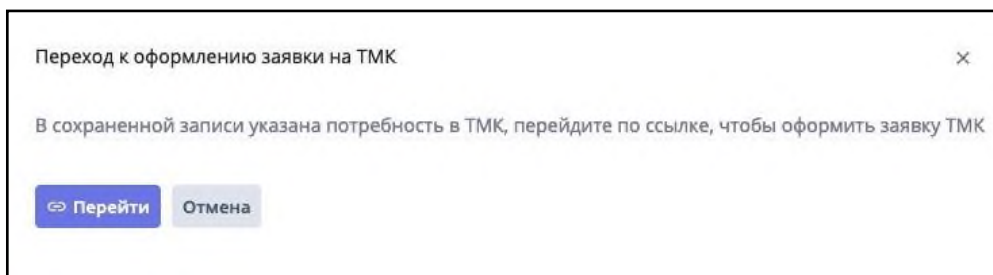 Переход к оформлению заявки на ТМК
В сохраненной записи указана потребность в ТМК, перейдите по ссылке, чтобы оформить заявку ТМК
Перейти Отмена